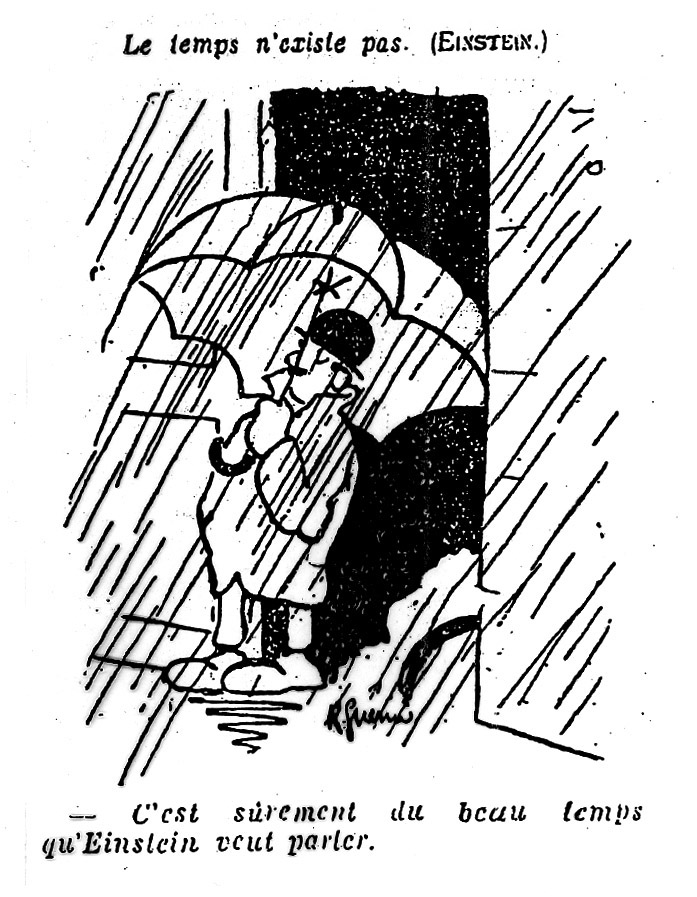 Le temps n'existe pas. (EINSTEIN.)
— C'est sûrement du beau temps
qu'Einstein veut parler.